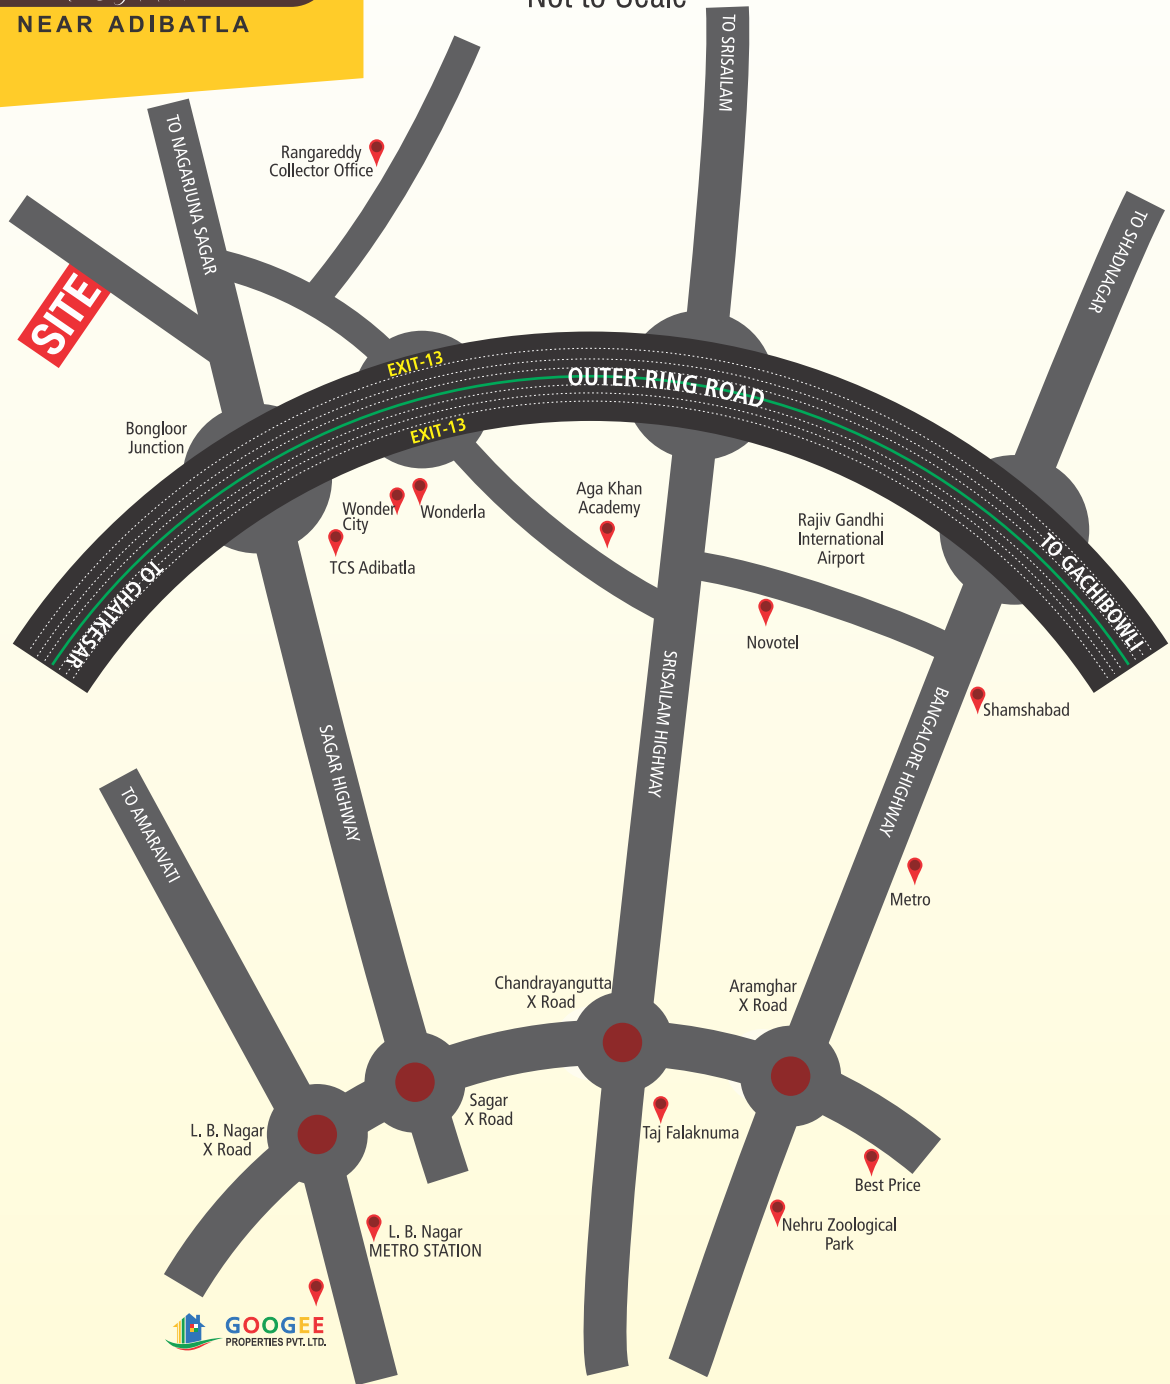 NEAR ADIBATLA
Not to Scale
TO SRISAILAM
TO NAGARJUNA SAGAR
Rangareddy
Collector Office
TO SHADNAGAR
SITE
EXIT-13
OUTER RING ROAD
EXIT-13
Bongloor
Junction
Wonder
City
Wonderla
TCS Adibatla
Aga Khan
Academy
Rajiv Gandhi
International
Airport
TO GHATKESAR
TO GACHIBOWLI
Novotel
SRISAILAM HIGHWAY
Shamshabad
BANGALORE HIGHWAY
SAGAR HIGHWAY
TO AMARAVATI
Metro
Chandrayangutta
X Road
Aramghar
X Road
Sagar
X Road
L. B. Nagar
X Road
Taj Falaknuma
Best Price
Nehru Zoological
Park
L. B. Nagar
METRO STATION
GOOGEE
PROPERTIES PVT. LTD.